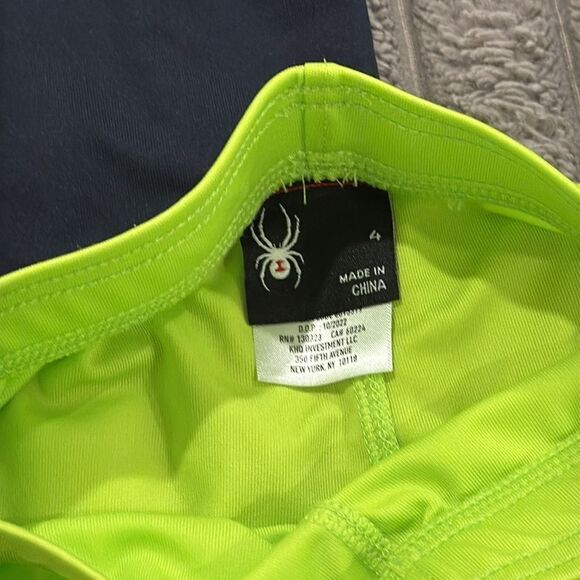 4
MADE IN
CHINA
D.O.P. :10/2022
RN# 130323 CA# 60224
KHQ INVESTMENT LLC
350 FIFTH AVENUE
NEW YORK, NY 10118